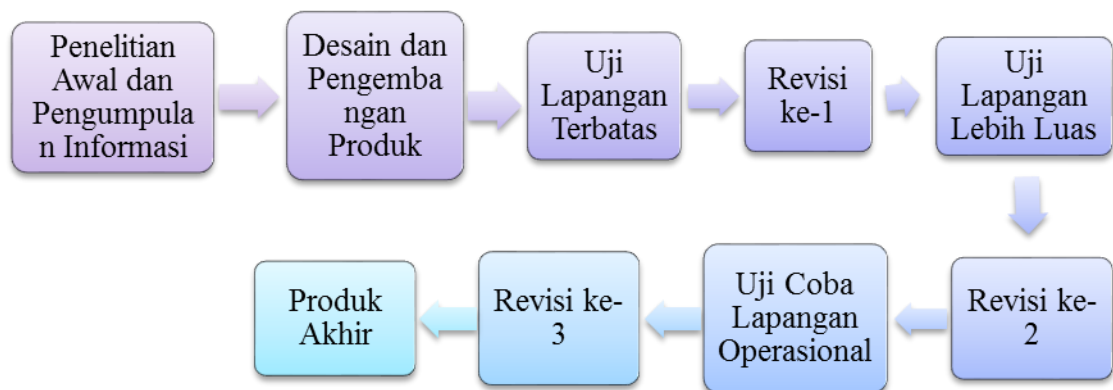 Penelitian
Awal dan
Pengumpula
n Informasi
Desain dan
Pengemba
ngan
Produk
Uji
Lapangan
Terbatas
Revisi
ke-1
Uji
Lapangan
Lebih Luas
Revisi ke-
2
Uji Coba
Lapangan
Operasional
Revisi ke-
3
Produk
Akhir